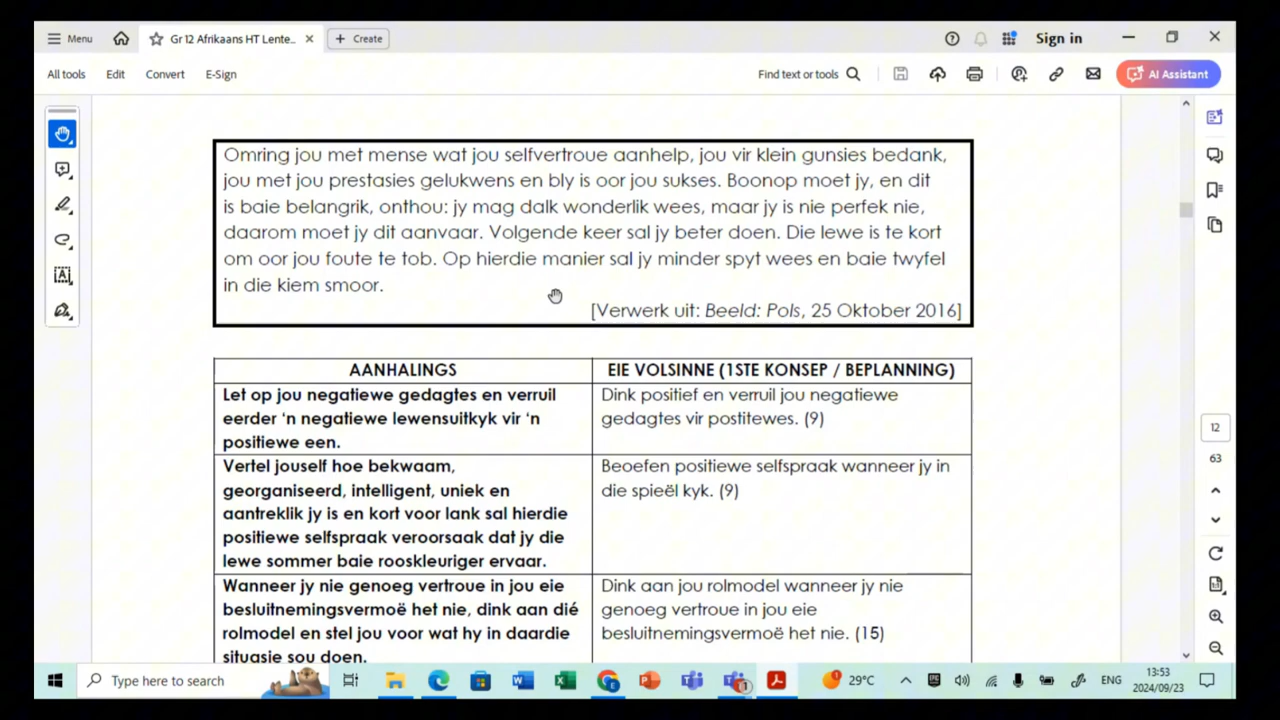 Menu
Gr 12 Afrikaans HT Lente...
Create
Sign in
All tools
Edit
Convert
E-Sign
Find text or tools
AI Assistant
Omring jou met mense wat jou selfvertroue aanhelp, jou vir klein gunsies bedank,
jou met jou prestasies gelukwens en bly is oor jou sukses. Boonop moet jy, en dit
is baie belangrik, onthou: jy mag dalk wonderlik wees, maar jy is nie perfek nie,
daarom moet jy dit aanvaar. Volgende keer sal jy beter doen. Die lewe is te kort
om oor jou foute te tob. Op hierdie manier sal jy minder spyt wees en baie twyfel
in die kiem smoor.
[Verwerk uit: Beeld: Pols, 25 Oktober 2016]
AANHALINGS
EIE VOLSINNE (1STE KONSEP / BEPLANNING)
Let op jou negatiewe gedagtes en verruil
eerder ‘n negatiewe lewensuitkyk vir ‘n
positiewe een.
Dink positief en verruil jou negatiewe
gedagtes vir postitewes. (9)
Vertel jouself hoe bekwaam,
georganiseerd, intelligent, uniek en
aantreklik jy is en kort voor lank sal hierdie
positiewe selfspraak veroorsaak dat jy die
lewe sommer baie rooskleuriger ervaar.
Beoefen positiewe selfspraak wanneer jy in
die spieël kyk. (9)
Wanneer jy nie genoeg vertroue in jou eie
besluitnemingsvermoë het nie, dink aan dié
rolmodel en stel jou voor wat hy in daardie
situasie sou doen.
Dink aan jou rolmodel wanneer jy nie
genoeg vertroue in jou eie
besluitnemingsvermoë het nie. (15)
12
63
Type here to search
29°C
ENG
13:53
2024/09/23